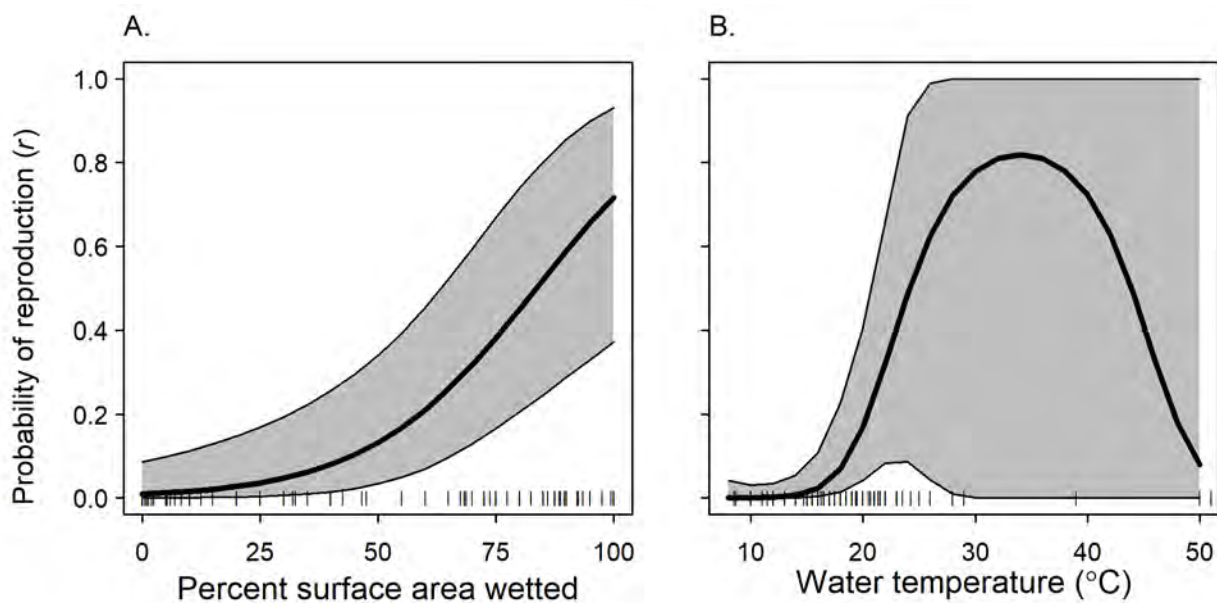 A.
B.
Probability of reproduction (r)
1.0
0.8
0.6
0.4
0.2
0.0
0 25 50 75 100
10 20 30 40 50
Percent surface area wetted
Water temperature (°C)